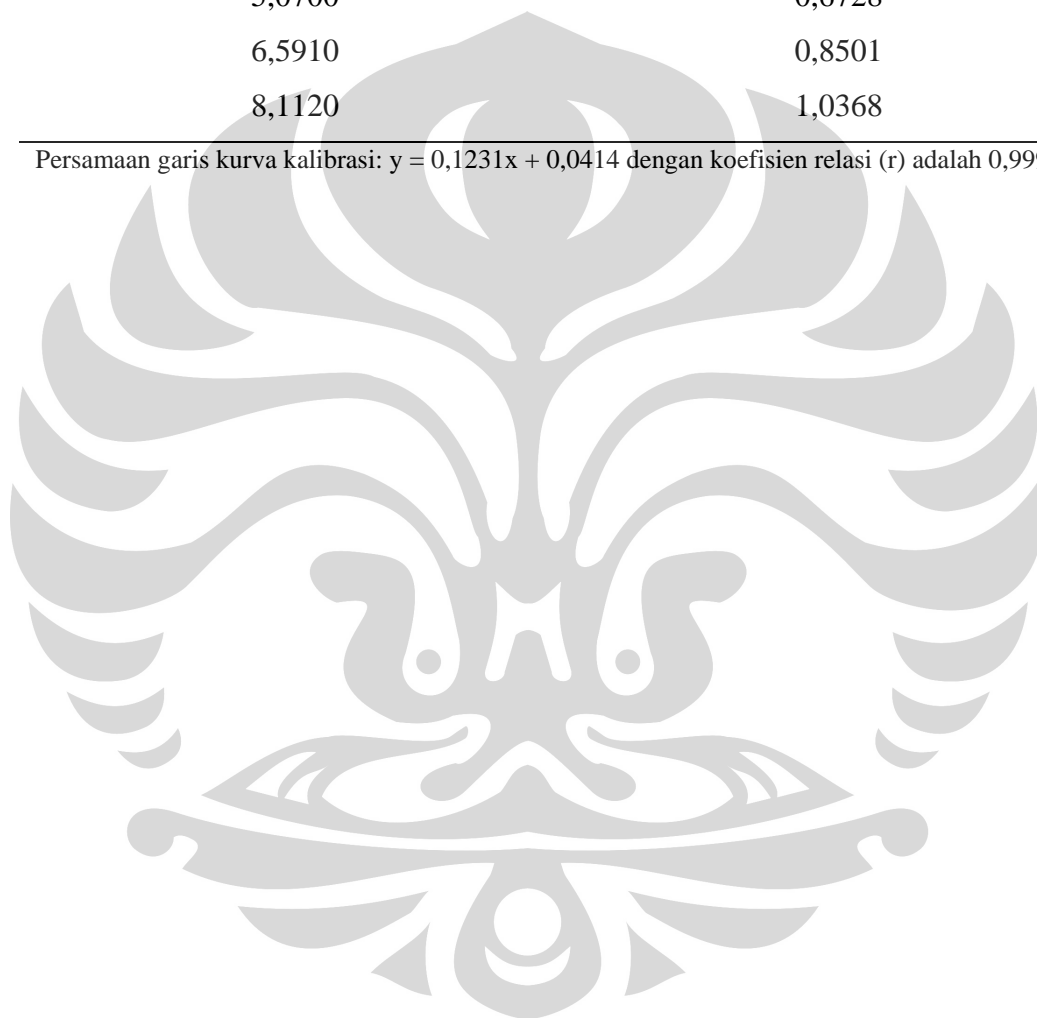 6,5910 0,8501
8,1120 1,0368
Persamaan garis kurva kalibrasi: y = 0,1231x + 0,0414 dengan koefisien relasi (r) adalah